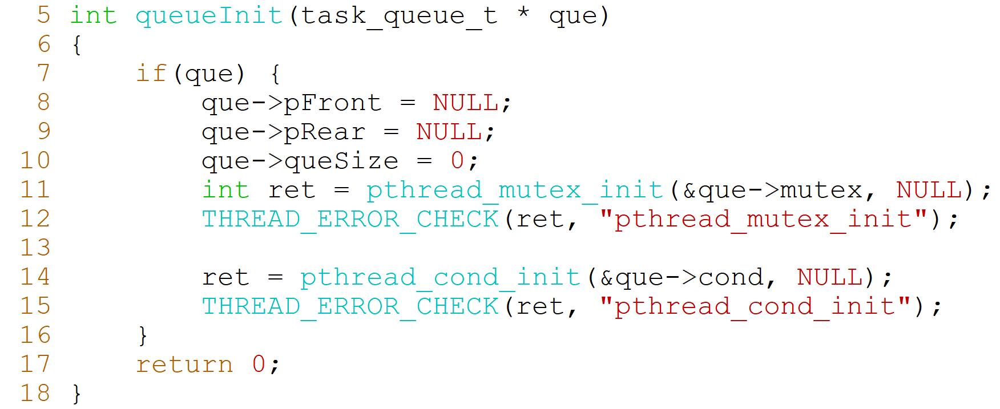 5 int queueInit(task_queue_t * que)
6 {
7     if(que) {
8         que->pFront = NULL;
9         que->pRear = NULL;
10         que->queSize = 0;
11         int ret = pthread_mutex_init(&que->mutex, NULL);
12         THREAD_ERROR_CHECK(ret, "pthread_mutex_init");
13
14         ret = pthread_cond_init(&que->cond, NULL);
15         THREAD_ERROR_CHECK(ret, "pthread_cond_init");
16     }
17     return 0;
18 }